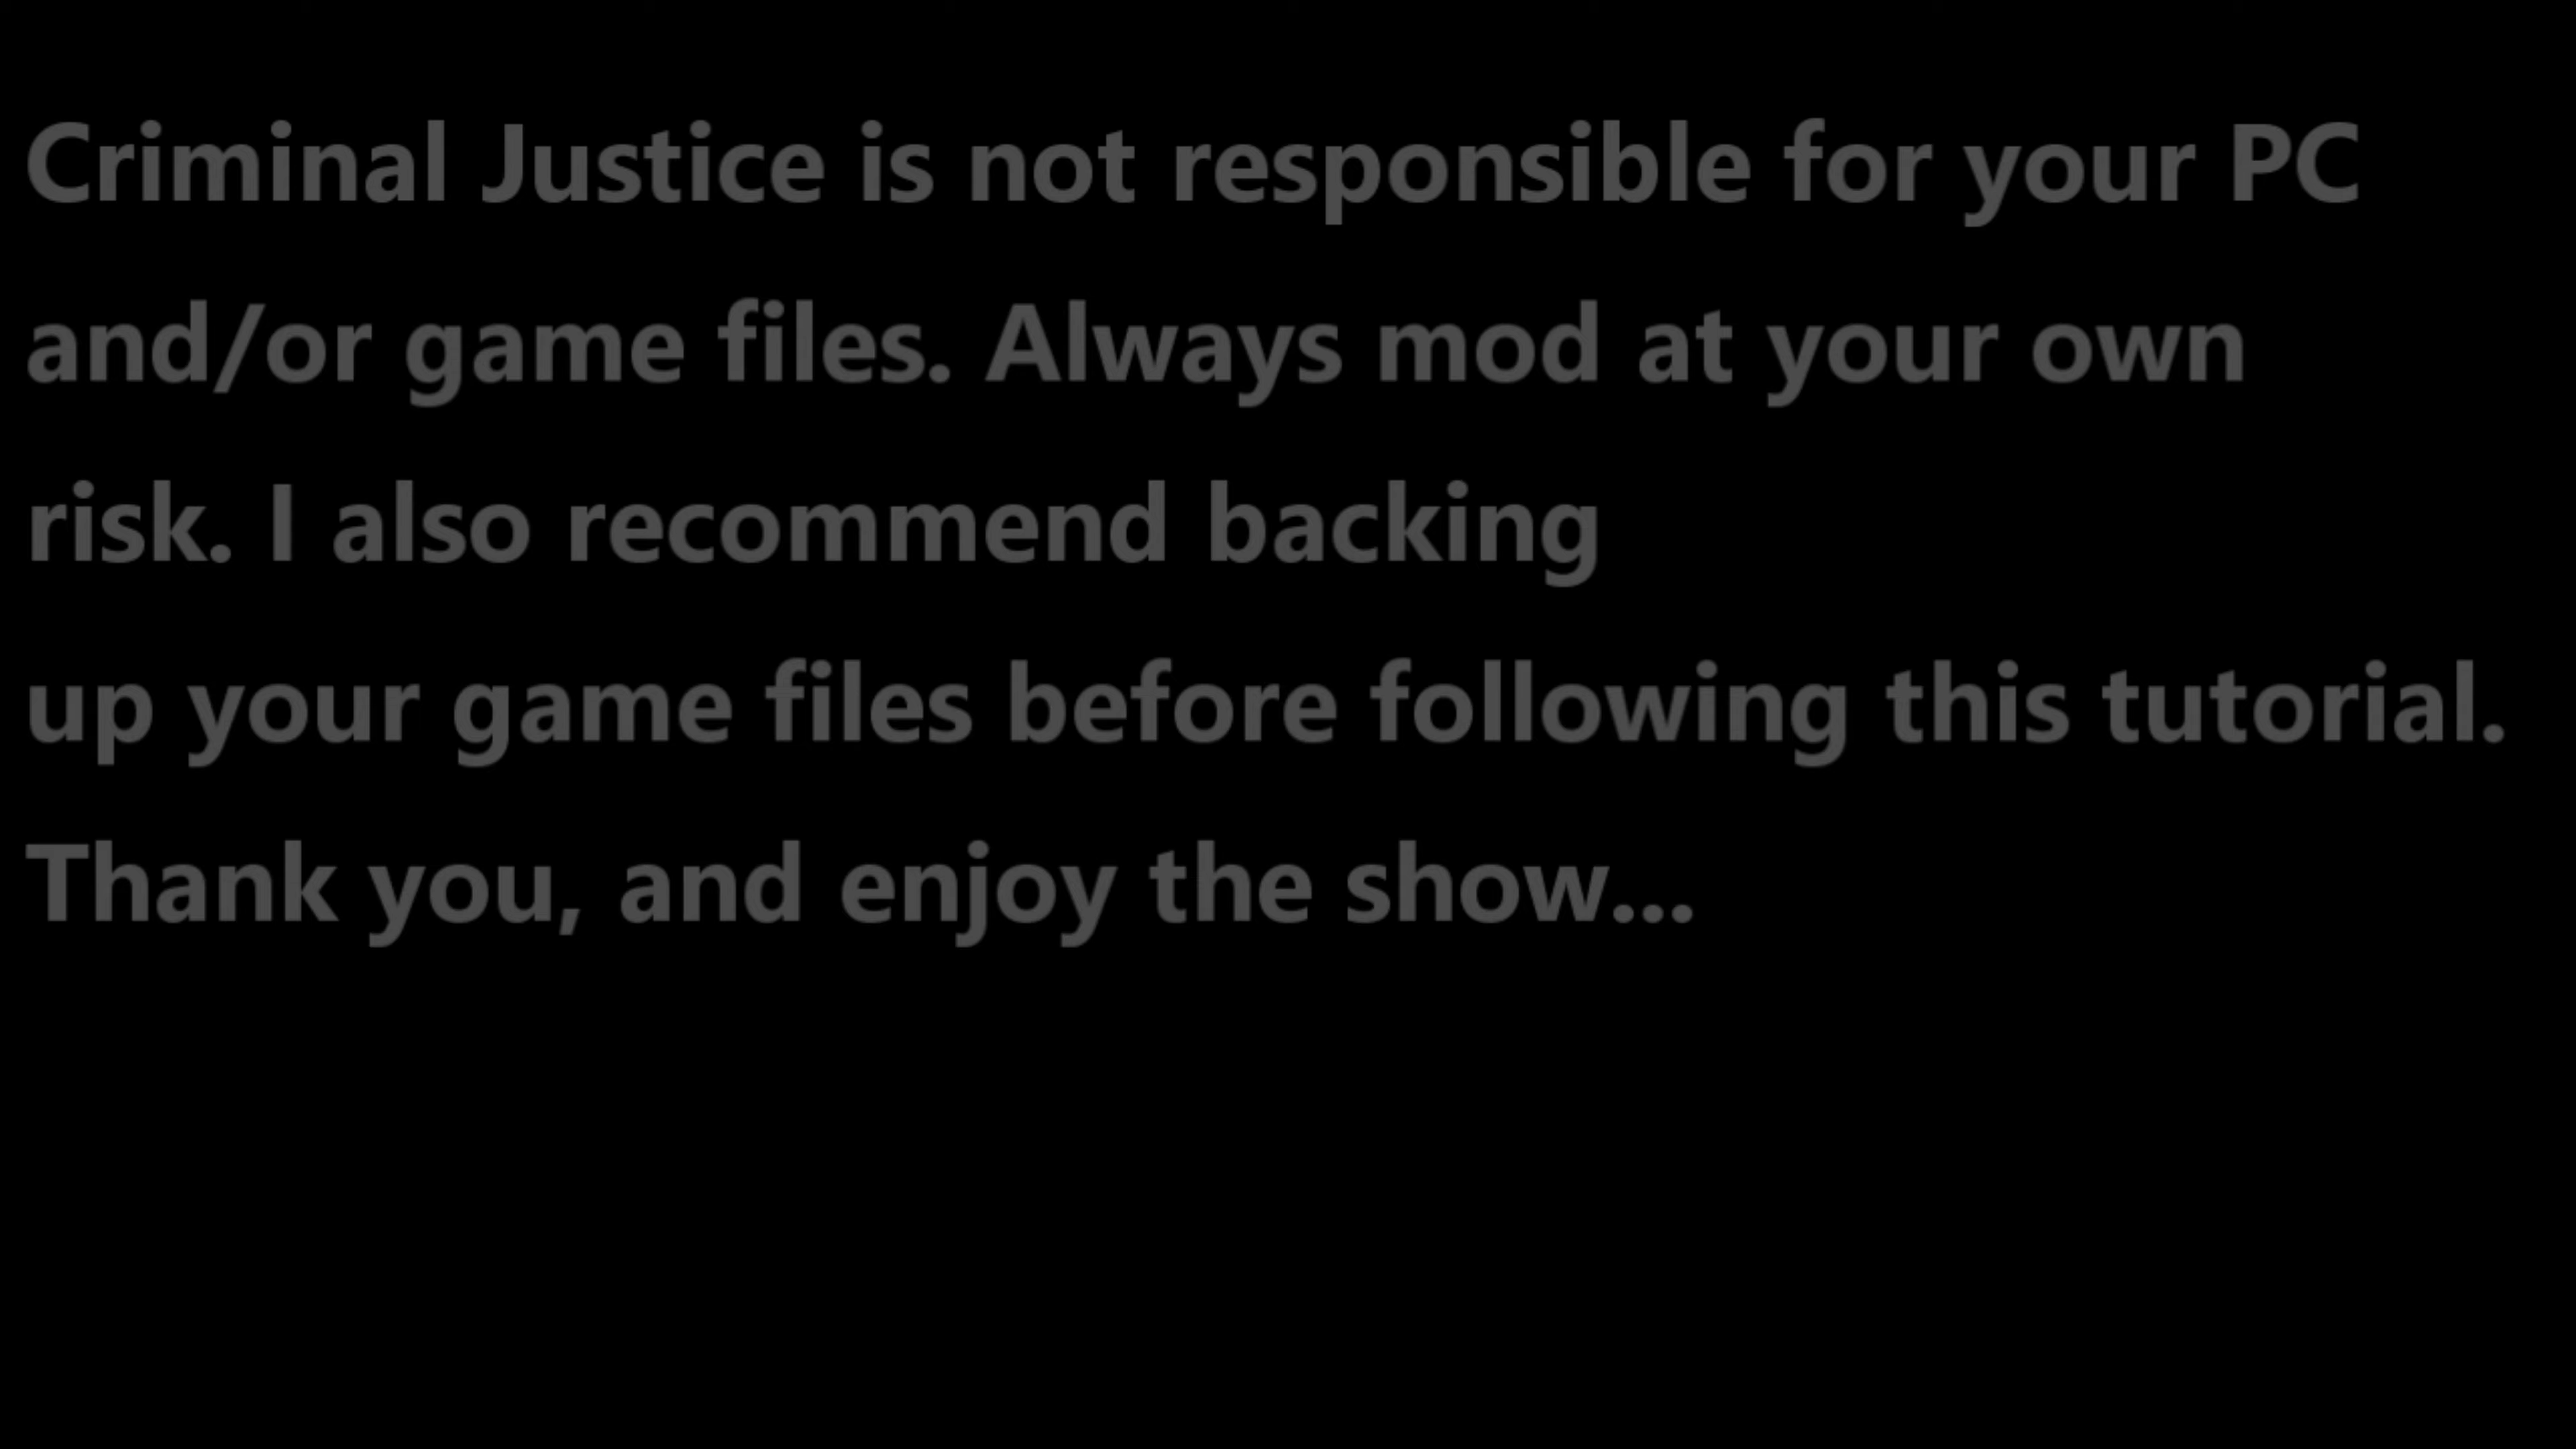 Criminal Justice is not responsible for your PC
and/or game files. Always mod at your own
risk. I also recommend backing
up your game files before following this tutorial.
Thank you, and enjoy the show...